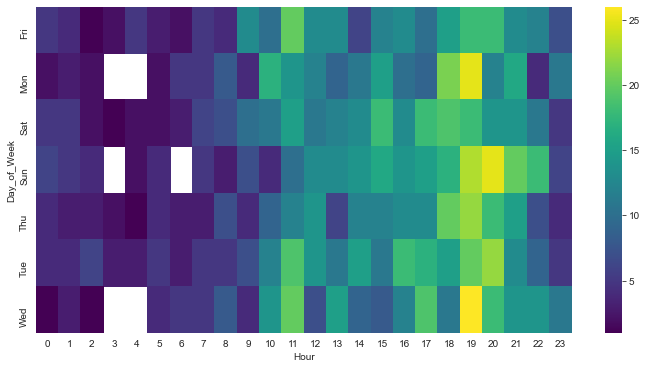 Day_of_Week
Fri
Mon
Sat
Sun
Thu
Tue
Wed
0 1 2 3 4 5 6 7 8 9 10 11 12 13 14 15 16 17 18 19 20 21 22 23
Hour
25
20
15
10
5